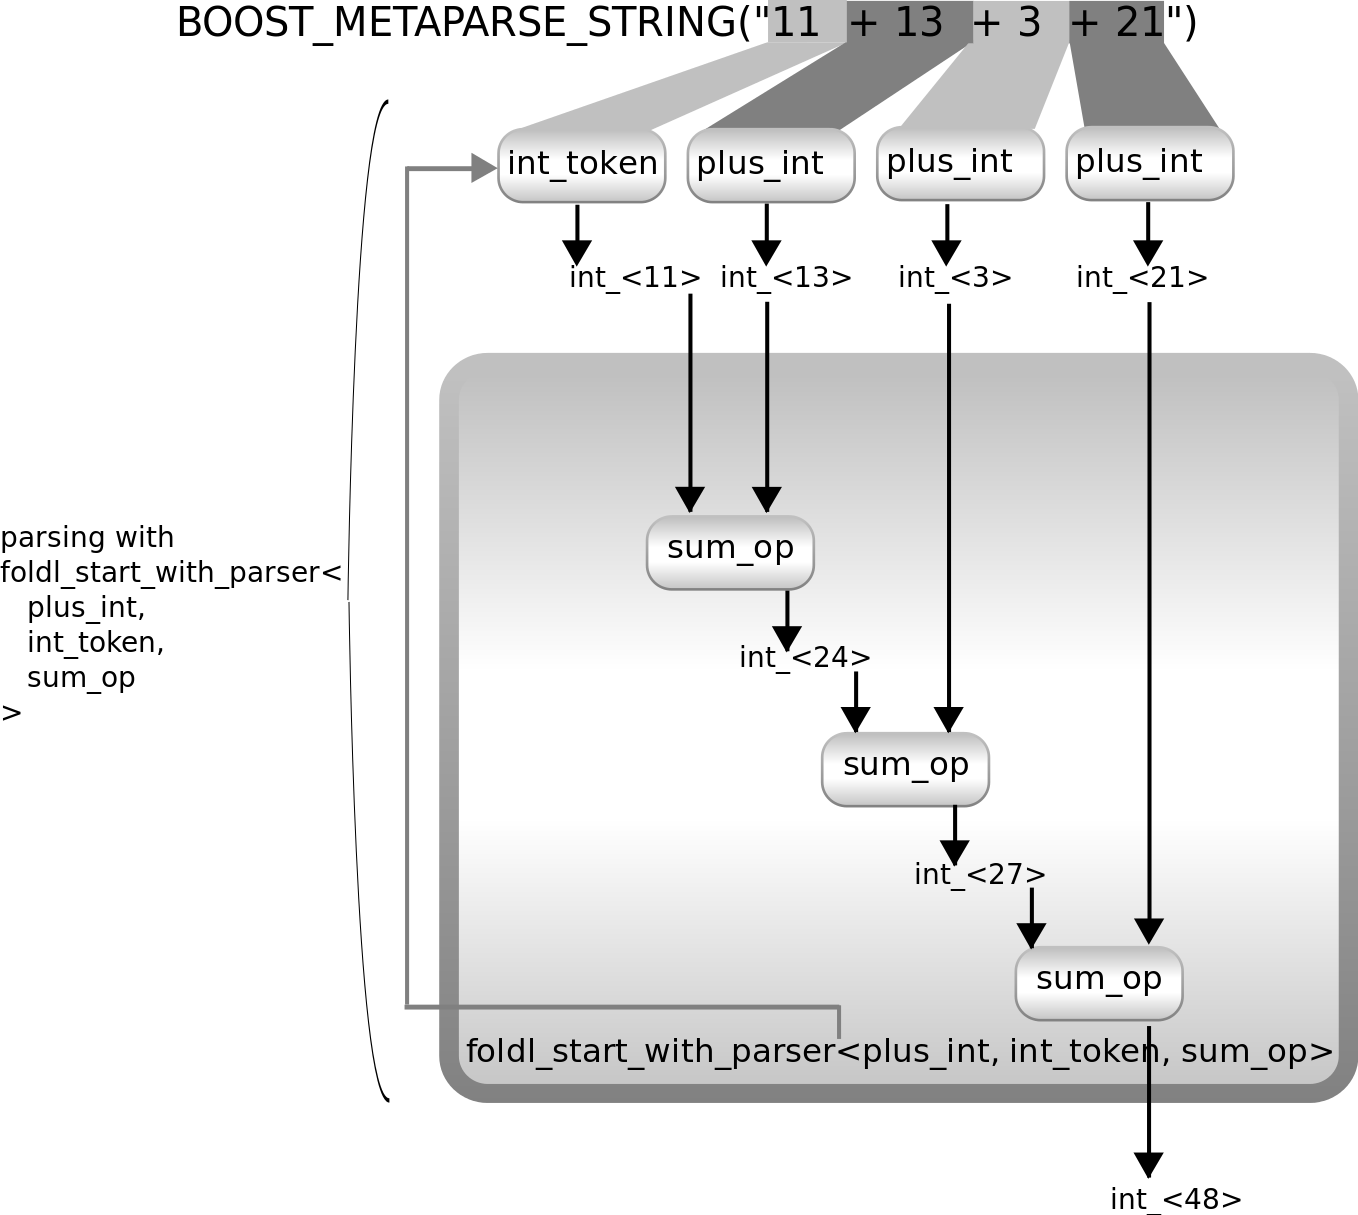 BOOST_METAPARSE_STRING("11 + 13 + 3 + 21")
int_token plus_int plus_int plus_int
int_<11> int_<13> int_<3> int_<21>
sum_op
parsing with
foldl_start_with_parser<
plus_int,
int_token,
sum_op
>
int_<24>
sum_op
int_<27>
sum_op
foldl_start_with_parser<plus_int, int_token, sum_op>
int_<48>